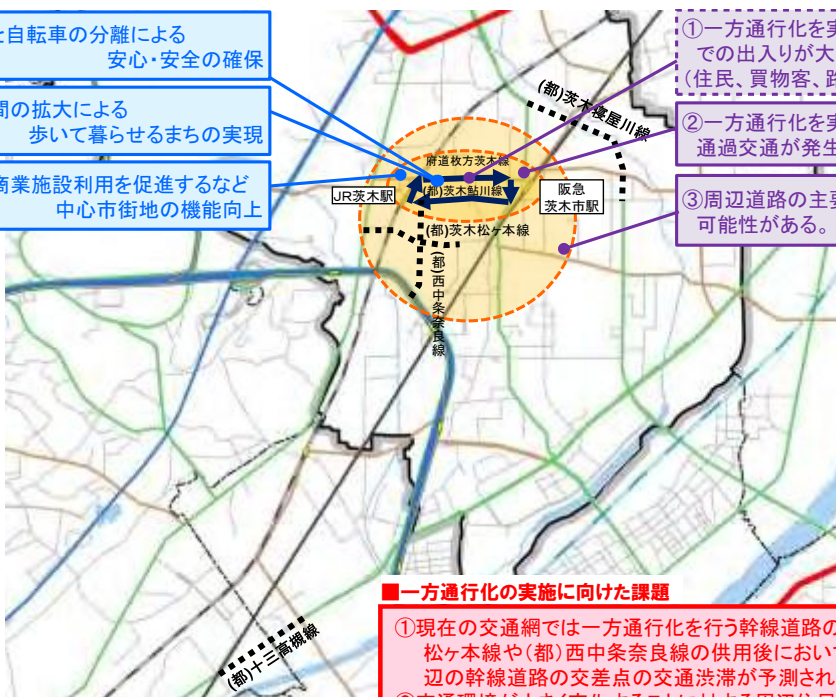 と自転車の分離による
安心・安全の確保
間の拡大による
歩いて暮らせるまちの実現
商業施設利用を促進するなど
中心市街地の機能向上
①一方通行化を実
での出入りが大
(住民、買物客、路
②一方通行化を実
通過交通が発生
③周辺道路の主要
可能性がある。
(都)茨木寝屋川線
府道枚方茨木線
JR茨木駅
(都)茨木鮎川線
阪急
茨木市駅
(都)茨木松ヶ本線
(都)西中条奈良線
(都)十三高槻線
■一方通行化の実施に向けた課題
①現在の交通網では一方通行化を行う幹線道路の
松ヶ本線や(都)西中条奈良線の供用後におい
辺の幹線道路の交差点の交通渋滞が予測され